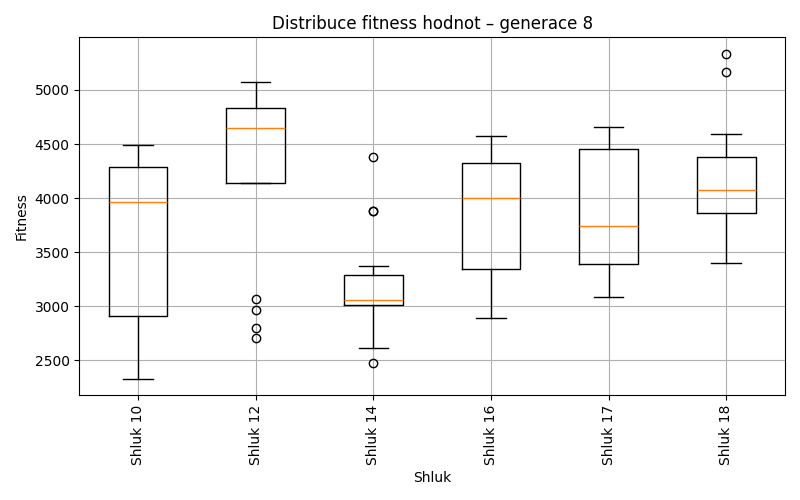 Distribuce fitness hodnot – generace 8
Fitness
5000
4500
4000
3500
3000
2500
Shluk 10
Shluk 12
Shluk 14
Shluk 16
Shluk 17
Shluk 18
Shluk